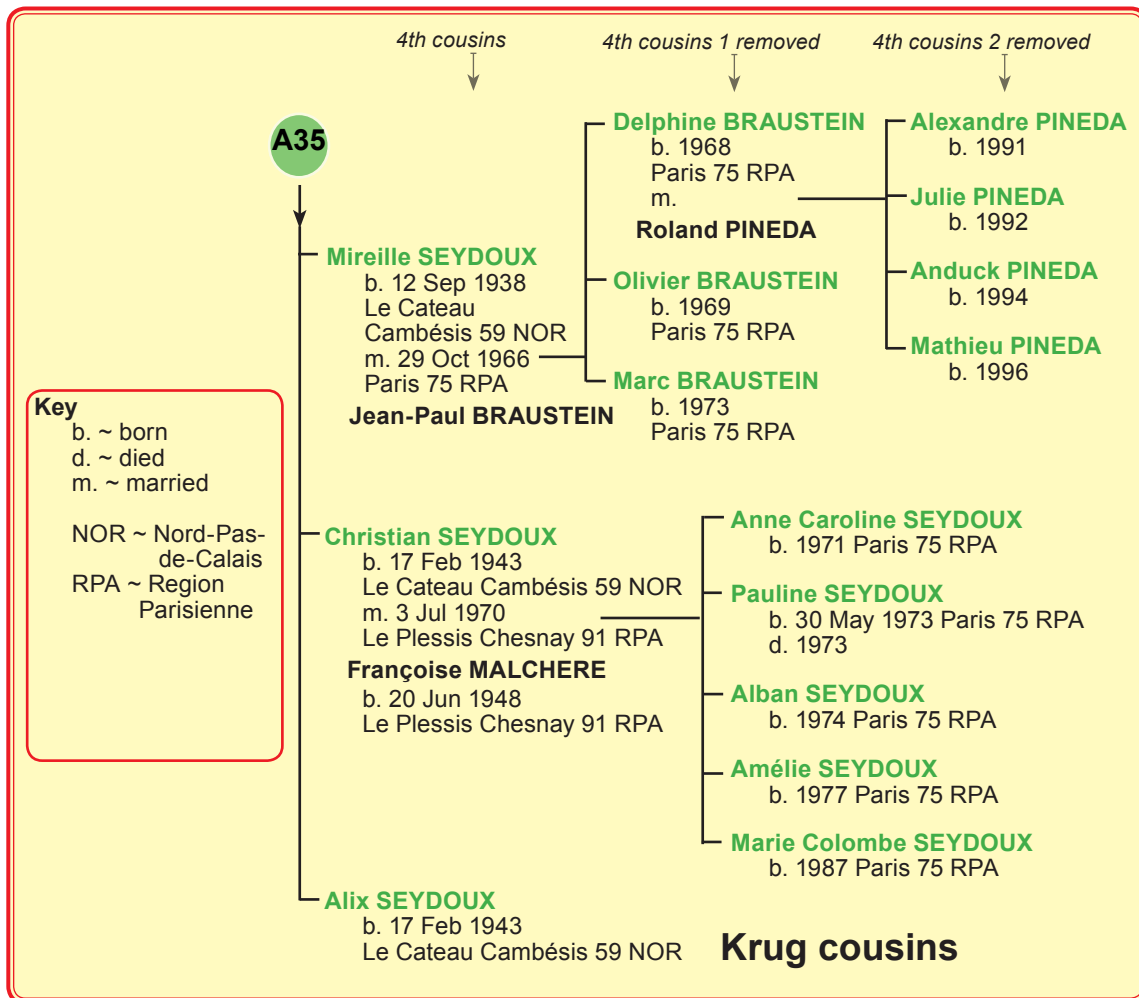 4th cousins
4th cousins 1 removed
4th cousins 2 removed
A35
Mireille SEYDOUX
b. 12 Sep 1938
Le Cateau
Cambésis 59 NOR
m. 29 Oct 1966
Paris 75 RPA
Jean-Paul BRAUSTEIN
Delphine BRAUSTEIN
b. 1968
Paris 75 RPA
m.
Roland PINEDA
Olivier BRAUSTEIN
b. 1969
Paris 75 RPA
Marc BRAUSTEIN
b. 1973
Paris 75 RPA
Alexandre PINEDA
b. 1991
Julie PINEDA
b. 1992
Anduck PINEDA
b. 1994
Mathieu PINEDA
b. 1996
Key
b. ~ born
d. ~ died
m. ~ married
NOR ~ Nord-Pas-
de-Calais
RPA ~ Region
Parisienne
Christian SEYDOUX
b. 17 Feb 1943
Le Cateau Cambésis 59 NOR
m. 3 Jul 1970
Le Plessis Chesnay 91 RPA
Françoise MALCHERE
b. 20 Jun 1948
Le Plessis Chesnay 91 RPA
Anne Caroline SEYDOUX
b. 1971 Paris 75 RPA
Pauline SEYDOUX
b. 30 May 1973 Paris 75 RPA
d. 1973
Alban SEYDOUX
b. 1974 Paris 75 RPA
Amélie SEYDOUX
b. 1977 Paris 75 RPA
Marie Colombe SEYDOUX
b. 1987 Paris 75 RPA
Alix SEYDOUX
b. 17 Feb 1943
Le Cateau Cambésis 59 NOR
Krug cousins